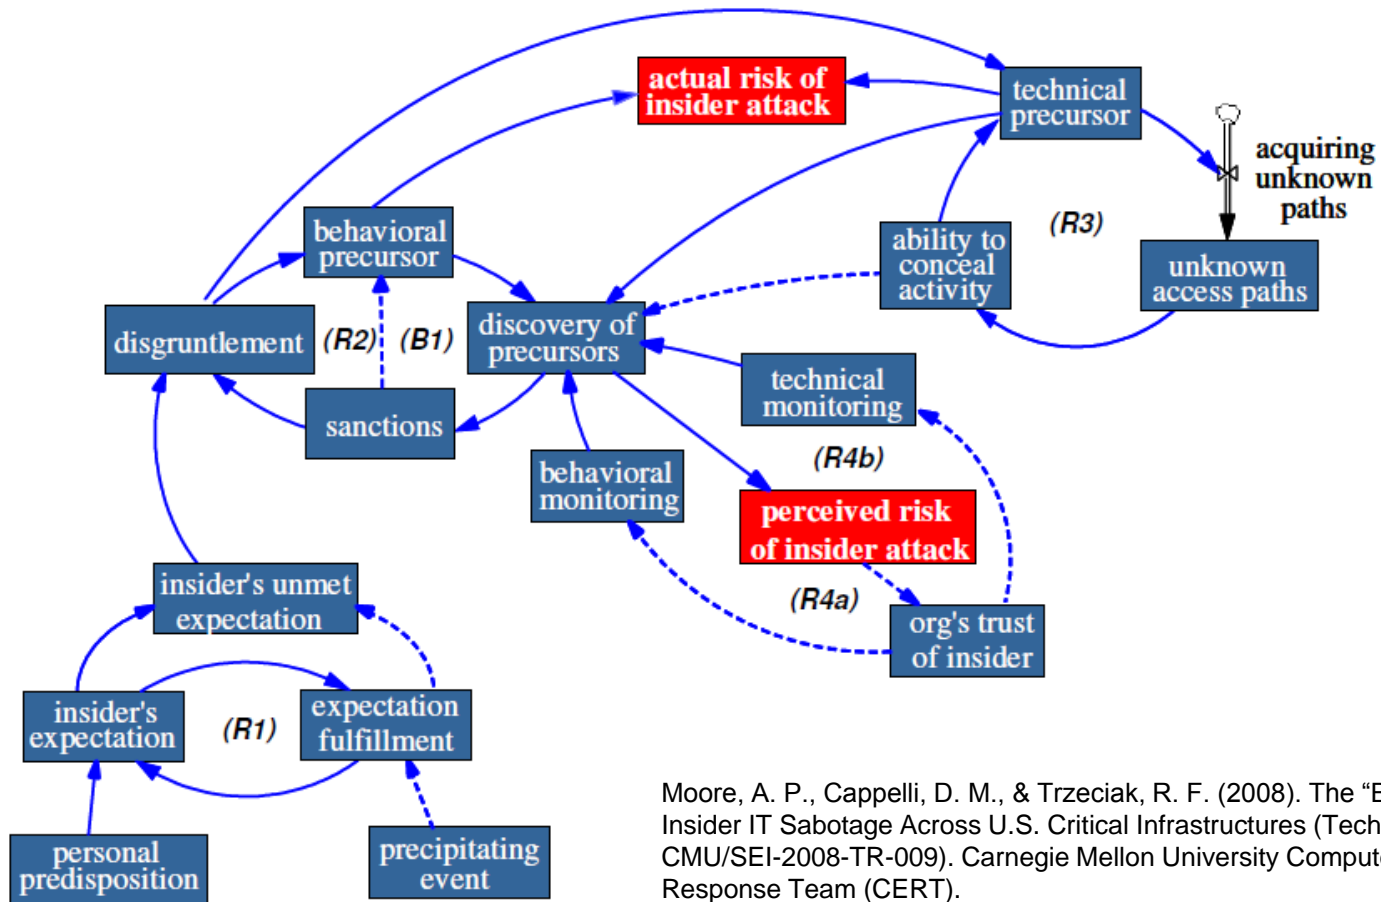 actual risk of
insider attack
technical
precursor
acquiring
unknown
paths
behavioral
precursor
ability to
conceal
activity
(R3)
unknown
access paths
disgruntlement
(R2)
(B1)
discovery of
precursors
sanctions
technical
monitoring
behavioral
monitoring
(R4b)
perceived risk
of insider attack
(R4a)
org's trust
of insider
insider's unmet
expectation
insider's
expectation
(R1)
expectation
fulfillment
personal
predisposition
precipitating
event
Moore, A. P., Cappelli, D. M., & Trzeciak, R. F. (2008). The
Insider IT Sabotage Across U.S. Critical Infrastructures (Tech
CMU/SEI-2008-TR-009). Carnegie Mellon University Compute
Response Team (CERT).